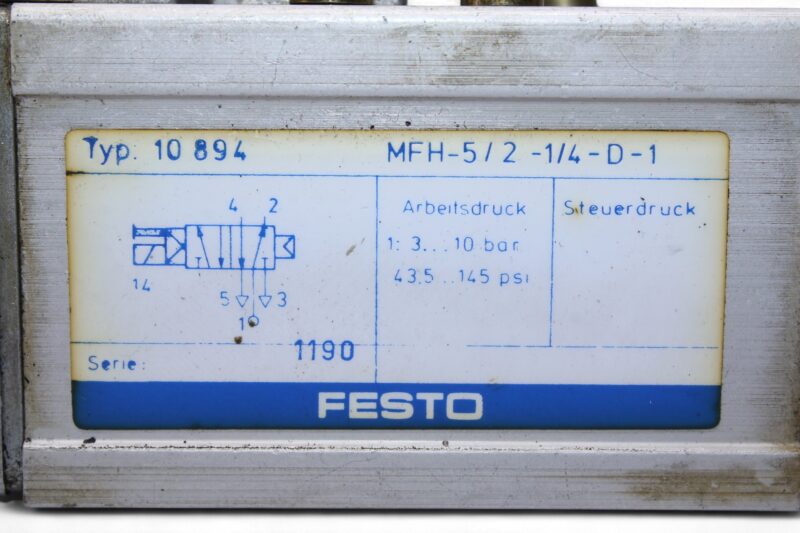 Typ. 10 894 MFH-5/2 -1/4-D-1
Arbeitsdruck
1: 3...10 bar
43.5...145 psi
Steuerdruck
4 2
14
5 3
1
Serie: 1190
FESTO